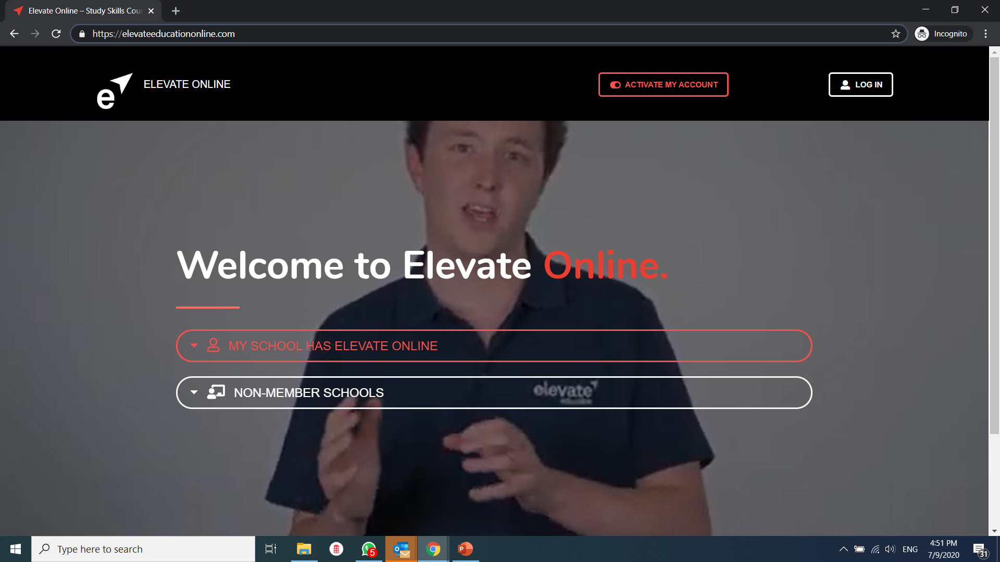 Elevate Online – Study Skills Cou
https://elevateeducationonline.com
Incognito
e
ELEVATE ONLINE
ACTIVATE MY ACCOUNT
LOG IN
Welcome to Elevate Online.
MY SCHOOL HAS ELEVATE ONLINE
NON-MEMBER SCHOOLS
elevate
education
Type here to search
5
O
P
ENG
4:51 PM
7/9/2020
31